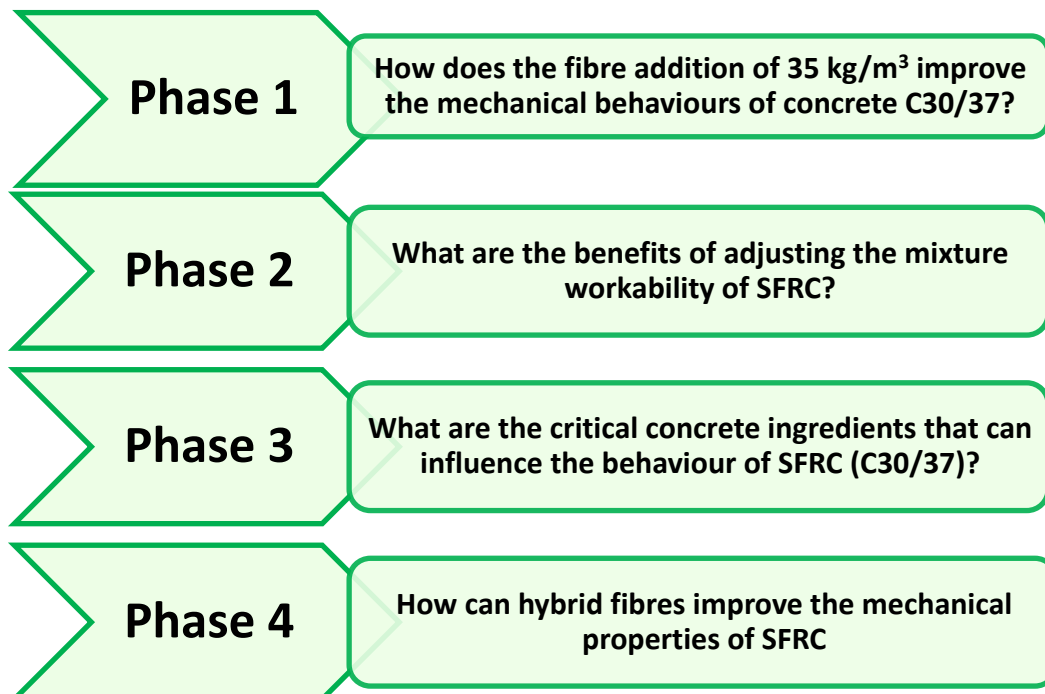 Phase 1
How does the fibre addition of 35 kg/m³ improve
the mechanical behaviours of concrete C30/37?
Phase 2
What are the benefits of adjusting the mixture
workability of SFRC?
Phase 3
What are the critical concrete ingredients that can
influence the behaviour of SFRC (C30/37)?
Phase 4
How can hybrid fibres improve the mechanical
properties of SFRC